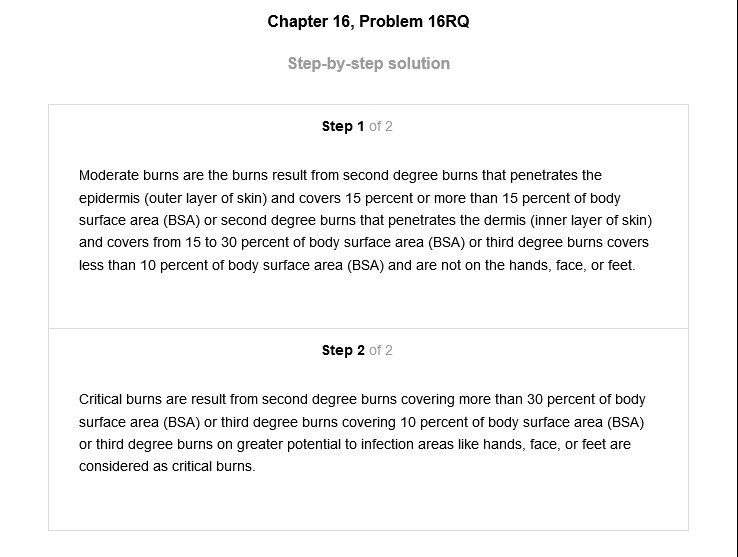 Chapter 16, Problem 16RQ
Step-by-step solution
Step 1 of 2
Moderate burns are the burns result from second degree burns that penetrates the
epidermis (outer layer of skin) and covers 15 percent or more than 15 percent of body
surface area (BSA) or second degree burns that penetrates the dermis (inner layer of skin)
and covers from 15 to 30 percent of body surface area (BSA) or third degree burns covers
less than 10 percent of body surface area (BSA) and are not on the hands, face, or feet.
Step 2 of 2
Critical burns are result from second degree burns covering more than 30 percent of body
surface area (BSA) or third degree burns covering 10 percent of body surface area (BSA)
or third degree burns on greater potential to infection areas like hands, face, or feet are
considered as critical burns.